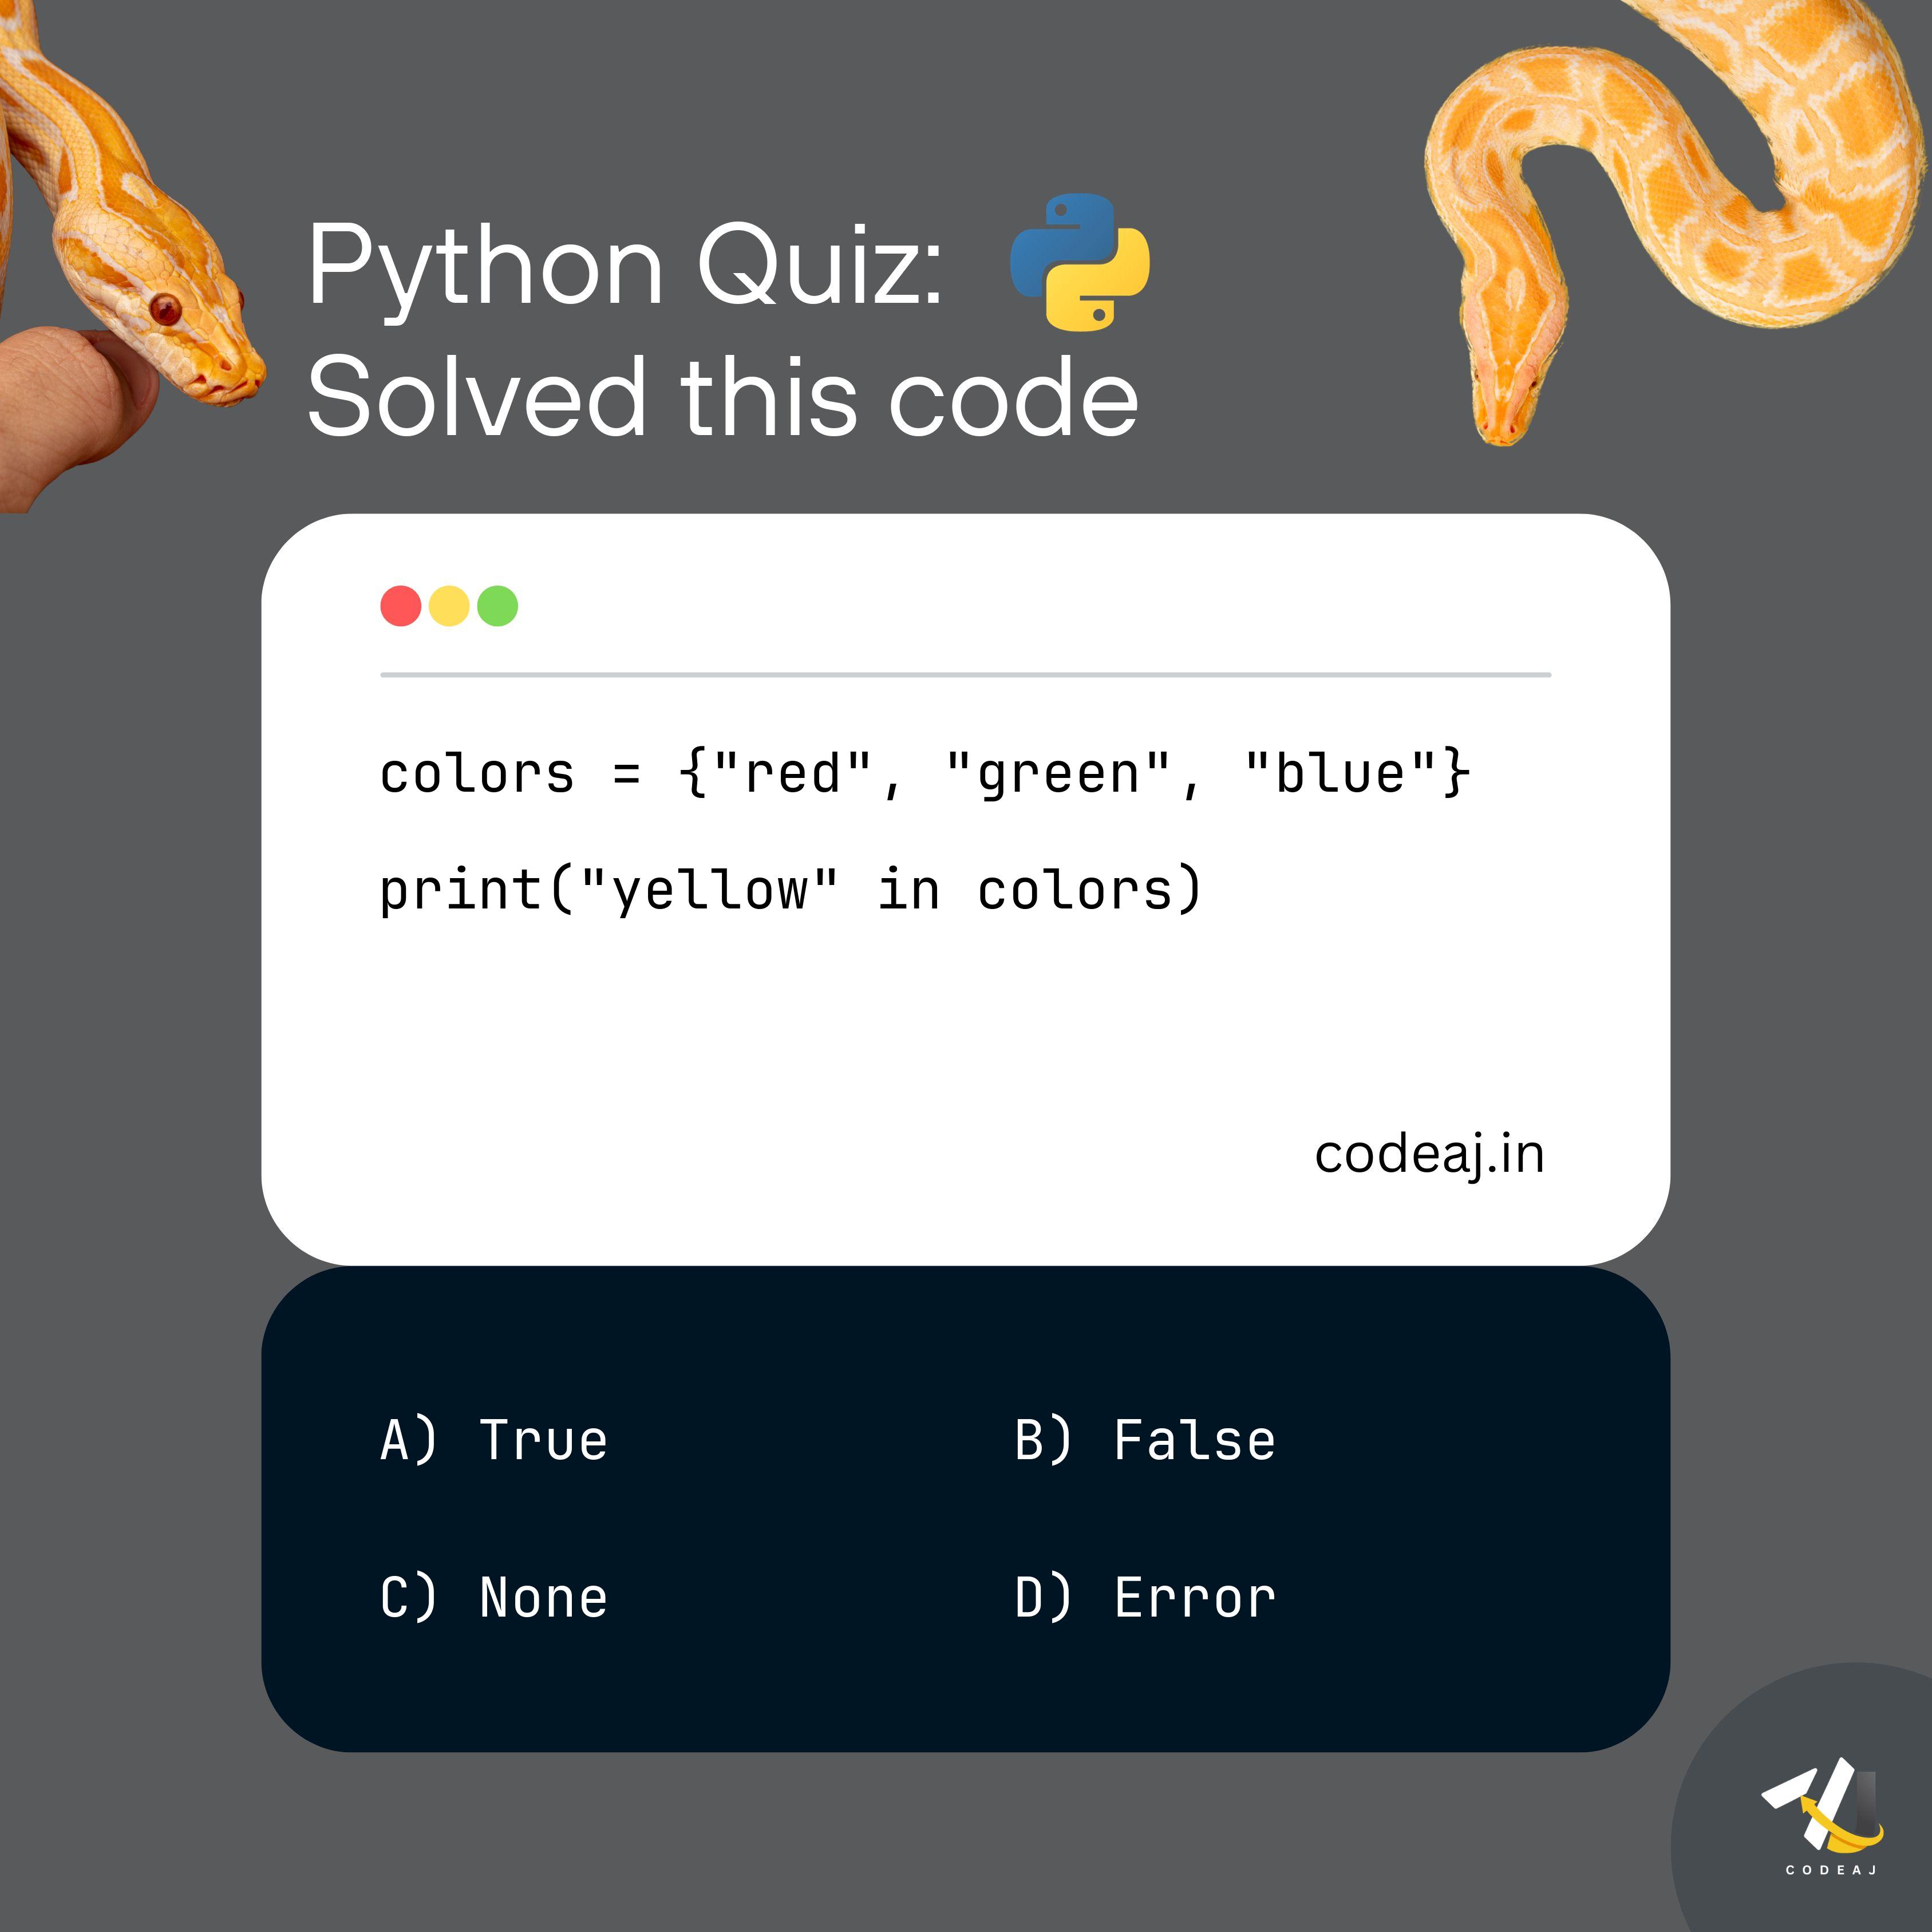 Python Quiz:
Solved this code
colors = {"red", "green", "blue"}
print("yellow" in colors)
codeaj.in
A) True
B) False
C) None
D) Error
CODEAJ